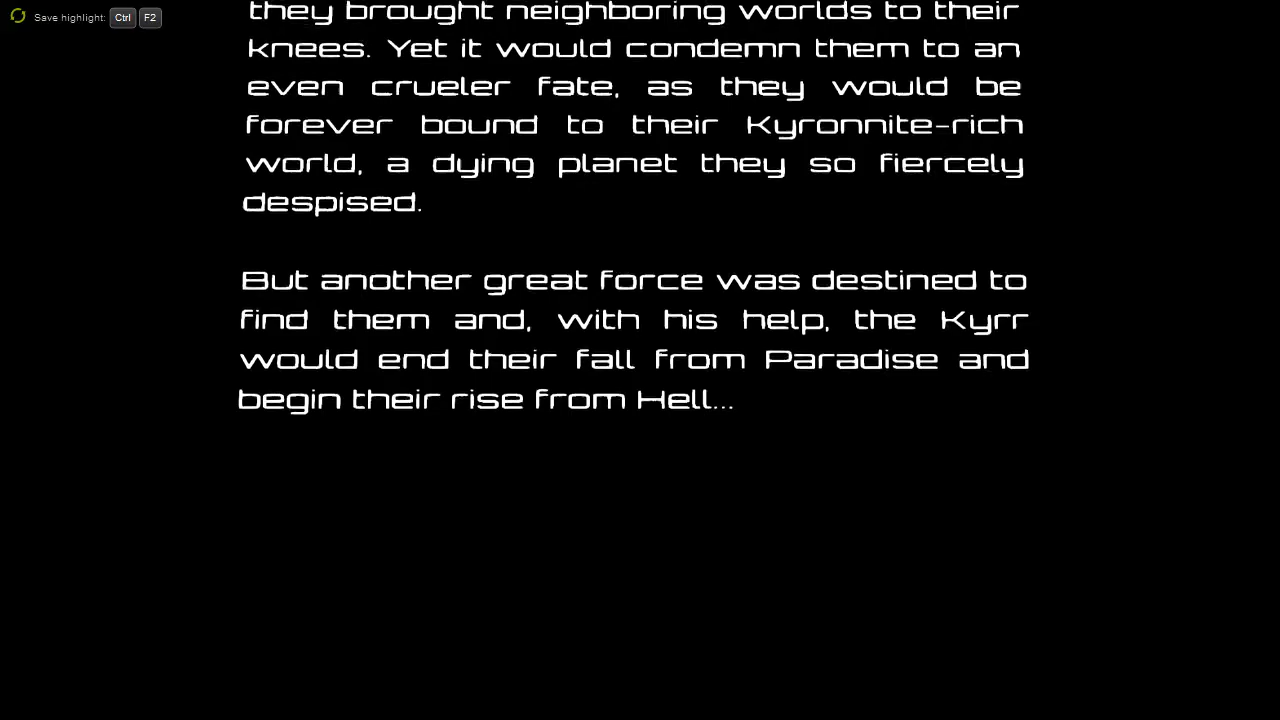 Save highlight: Ctrl F2
they brought neighboring worlds to their
knees. Yet it would condemn them to an
even crueler fate, as they would be
forever bound to their Kyronnite-rich
world, a dying planet they so fiercely
despised.
But another great force was destined to
find them and, with his help, the Kyrr
would end their fall from Paradise and
begin their rise from Hell...